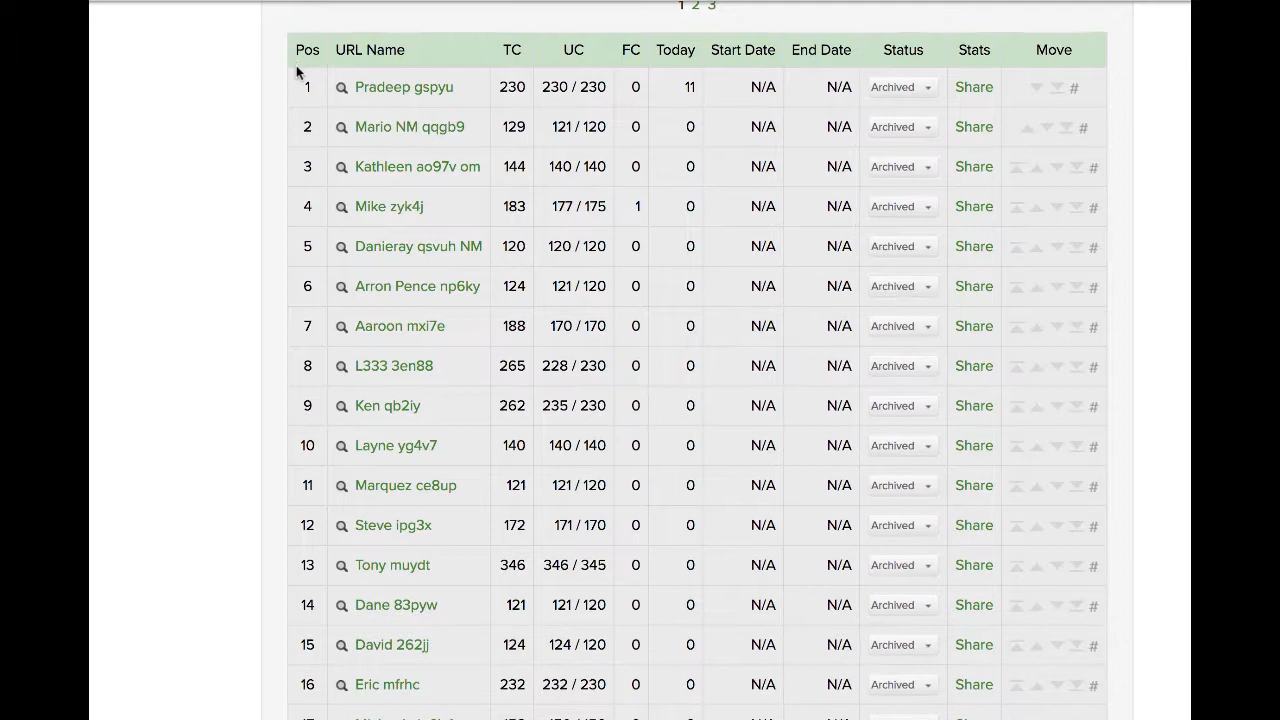 1 2 3
Pos URL Name TC UC FC Today Start Date End Date Status Stats Move
1 Pradeep gspyu 230 230 / 230 0 11 N/A N/A Archived Share #
2 Mario NM qqgb9 129 121 / 120 0 0 N/A N/A Archived Share #
3 Kathleen ao97v om 144 140 / 140 0 0 N/A N/A Archived Share #
4 Mike zyk4j 183 177 / 175 1 0 N/A N/A Archived Share #
5 Danieray qsvuh NM 120 120 / 120 0 0 N/A N/A Archived Share #
6 Arron Pence np6ky 124 121 / 120 0 0 N/A N/A Archived Share #
7 Aaroon mxi7e 188 170 / 170 0 0 N/A N/A Archived Share #
8 L333 3en88 265 228 / 230 0 0 N/A N/A Archived Share #
9 Ken qb2iy 262 235 / 230 0 0 N/A N/A Archived Share #
10 Layne yg4v7 140 140 / 140 0 0 N/A N/A Archived Share #
11 Marquez ce8up 121 121 / 120 0 0 N/A N/A Archived Share #
12 Steve ipg3x 172 171 / 170 0 0 N/A N/A Archived Share #
13 Tony muydt 346 346 / 345 0 0 N/A N/A Archived Share #
14 Dane 83pyw 121 121 / 120 0 0 N/A N/A Archived Share #
15 David 262jj 124 124 / 120 0 0 N/A N/A Archived Share #
16 Eric mfrhc 232 232 / 230 0 0 N/A N/A Archived Share #